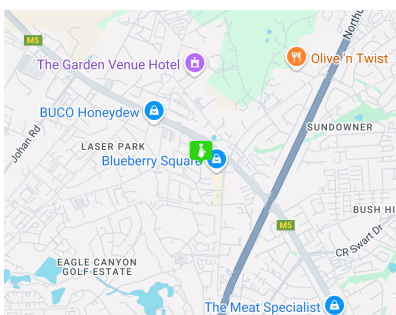 M5
Northu
Olive 'n Twist
The Garden Venue Hotel
BUCO Honeydew
SUNDOWNER
Johan Rd
LASER PARK
Blueberry Square
BUSH HI
M5
CR Swart Dr
EAGLE CANYON
GOLF ESTATE
The Meat Specialist